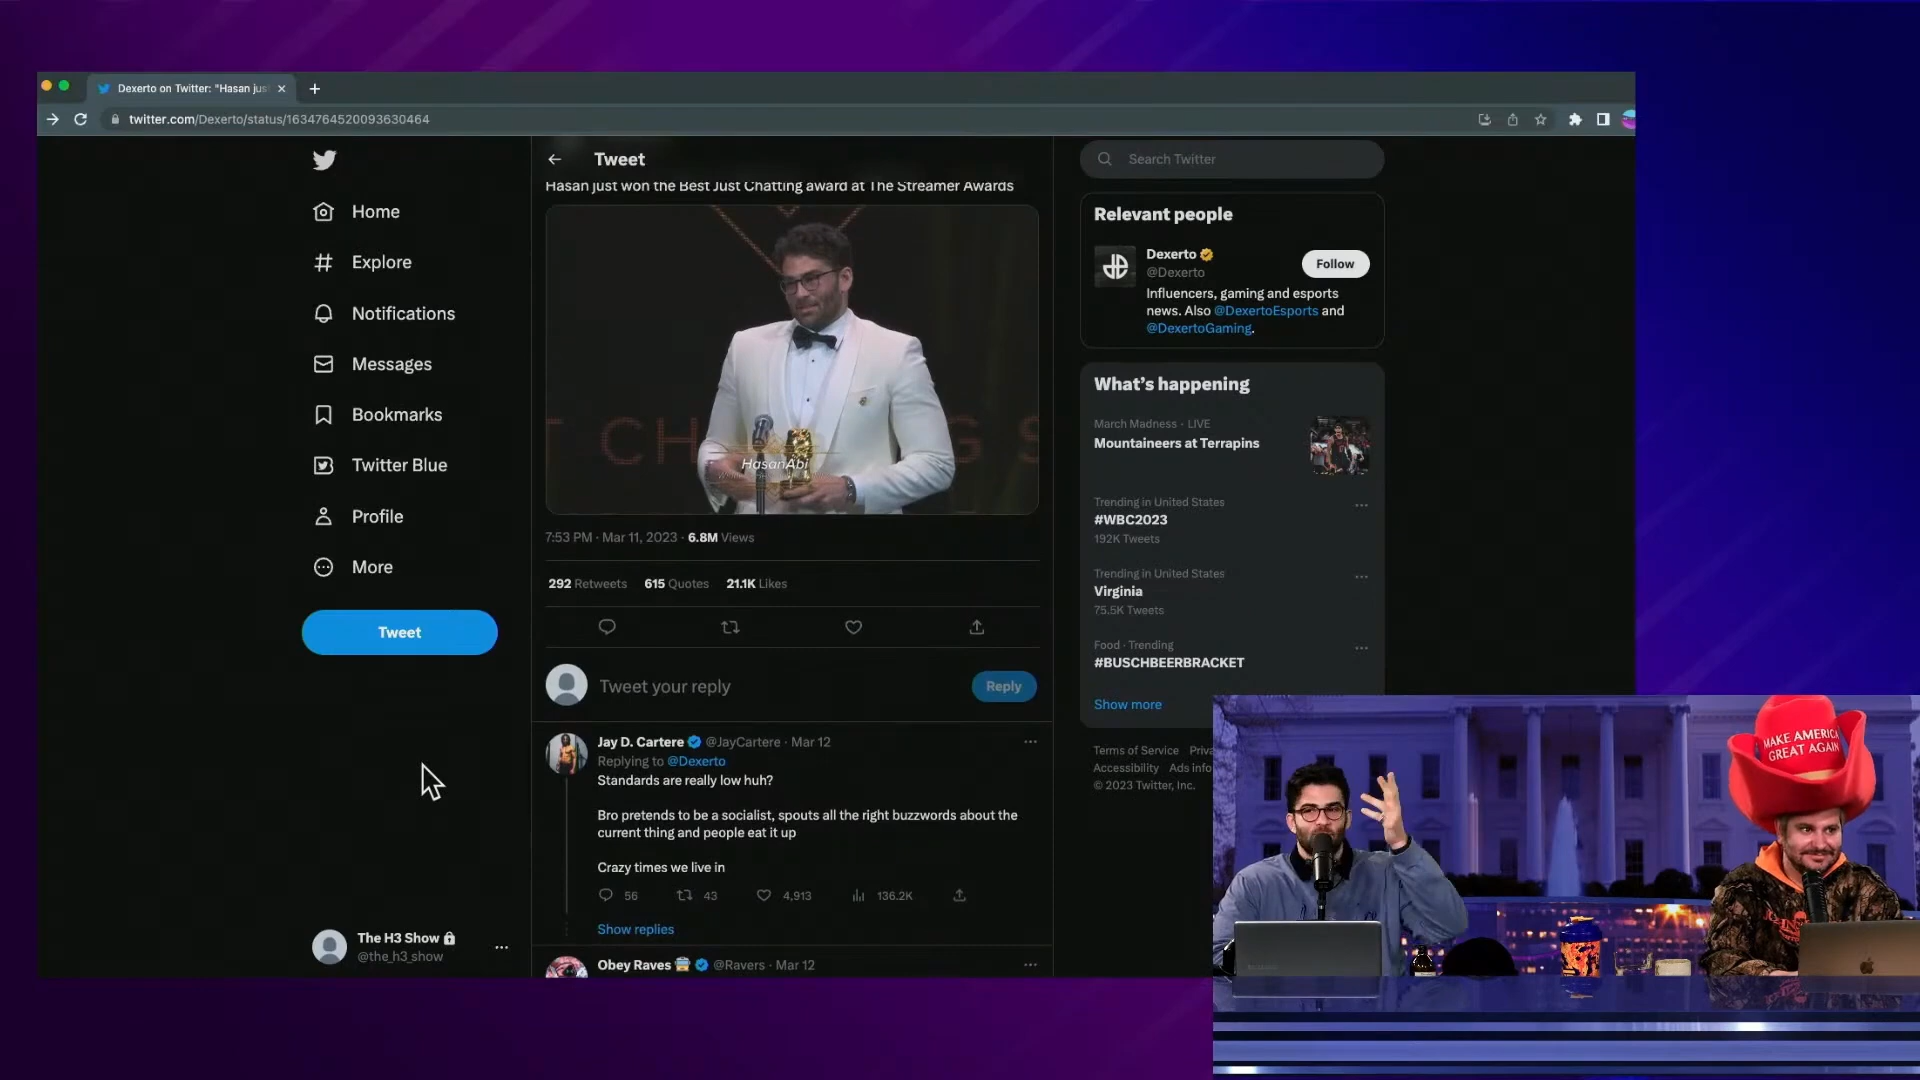 Dexerto on Twitter: "Hasan jus
twitter.com/Dexerto/status/1634764520093630464
Home
Explore
Notifications
Messages
Bookmarks
Twitter Blue
Profile
More
Tweet
The H3 Show
@the_h3_show
Tweet
Hasan just won the Best Just Chatting award at The Streamer Awards
T CH
G S
HasanAbi
7:53 PM · Mar 11, 2023 · 6.8M Views
292 Retweets 615 Quotes 21.1K Likes
Tweet your reply
Reply
Jay D. Cartere @JayCartere · Mar 12
Replying to @Dexerto
Standards are really low huh?
Bro pretends to be a socialist, spouts all the right buzzwords about the
current thing and people eat it up
Crazy times we live in
56 43 4,913 136.2K
Show replies
Obey Raves @Ravers · Mar 12
Search Twitter
Relevant people
Dexerto
@Dexerto
Follow
Influencers, gaming and esports
news. Also @DexertoEsports and
@DexertoGaming.
What's happening
March Madness · LIVE
Mountaineers at Terrapins
Trending in United States
#WBC2023
192K Tweets
Trending in United States
Virginia
75.5K Tweets
Food · Trending
#BUSCHBEERBRACKET
Show more
Terms of Service Priva
Accessibility Ads info
© 2023 Twitter, Inc.
MAKE AMERICA
GREAT AGAIN